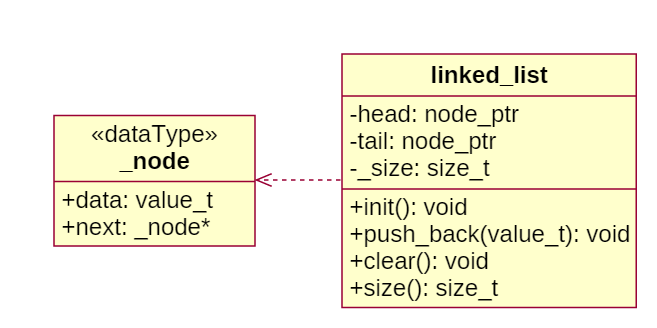 «dataType»
_node
+data: value_t
+next: _node*
linked_list
-head: node_ptr
-tail: node_ptr
-_size: size_t
+init(): void
+push_back(value_t): void
+clear(): void
+size(): size_t